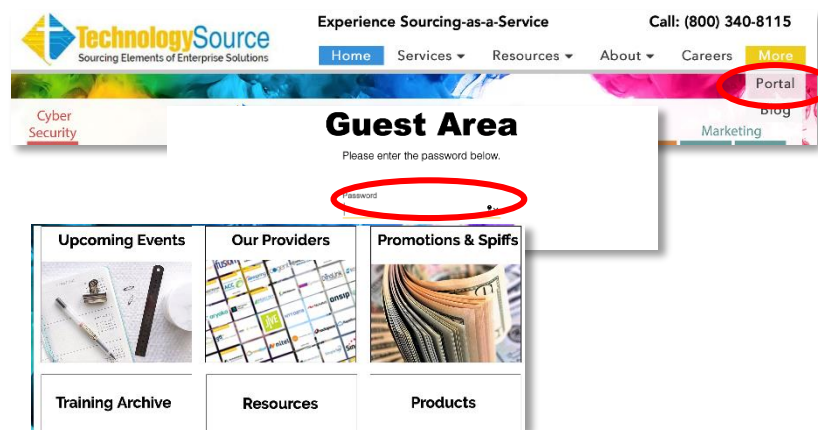 Experience Sourcing-as-a-Service
Call: (800) 340-8115
TechnologySource
Sourcing Elements of Enterprise Solutions
Home Services Resources About Careers More
Portal
Blog
Cyber
Security
Marketing
Guest Area
Please enter the password below.
Password
Upcoming Events
Our Providers
Promotions & Spiffs
Training Archive
Resources
Products